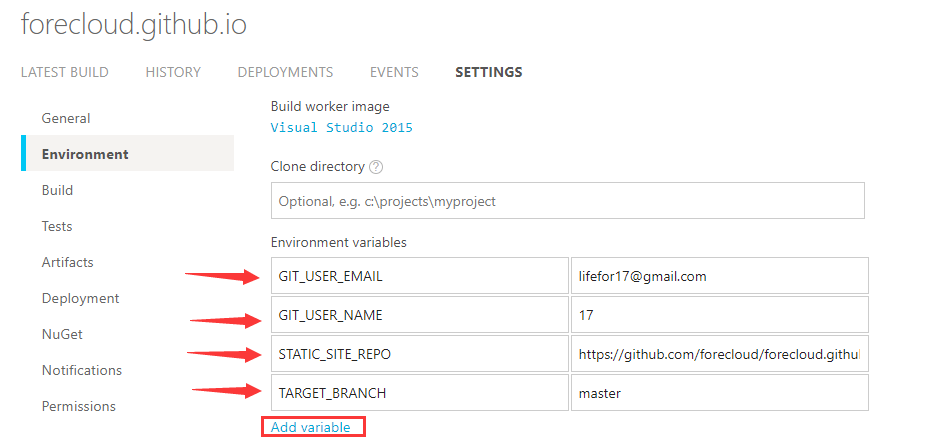 forecloud.github.io
LATEST BUILD HISTORY DEPLOYMENTS EVENTS SETTINGS
General
Environment
Build
Tests
Artifacts
Deployment
NuGet
Notifications
Permissions
Build worker image
Visual Studio 2015
Clone directory ?
Optional, e.g. c:\projects\myproject
Environment variables
GIT_USER_EMAIL lifefor17@gmail.com
GIT_USER_NAME 17
STATIC_SITE_REPO https://github.com/forecloud/forecloud.github
TARGET_BRANCH master
Add variable